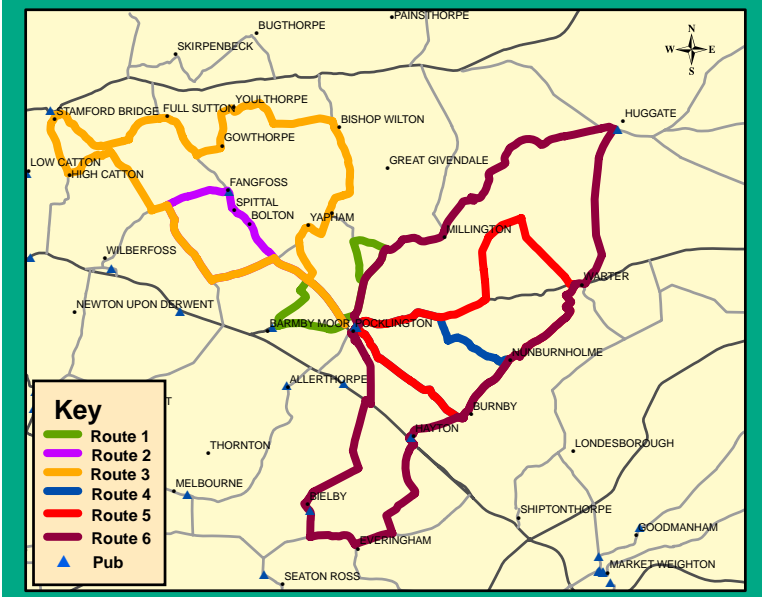 PAINSTHORPE
BUGTHORPE
SKIRPENBECK
N
W E
S
YOULTHORPE
STAMFORD BRIDGE
FULL SUTTON
BISHOP WILTON
HUGGATE
GOWTHORPE
LOW CATTON
HIGH CATTON
GREAT GIVENDALE
FANGFOSS
SPITTAL
BOLTON
YAPHAM
MILLINGTON
WILBERFOSS
WARTER
NEWTON UPON DERWENT
BARMBY MOOR
POCKLINGTON
NUNBURNHOLME
ALLERTHORPE
T
BURNBY
HAYTON
THORNTON
LONDESBOROUGH
MELBOURNE
BIELBY
SHIPTONTHORPE
GOODMANHAM
EVERINGHAM
MARKET WEIGHTON
SEATON ROSS
Key
Route 1
Route 2
Route 3
Route 4
Route 5
Route 6
Pub